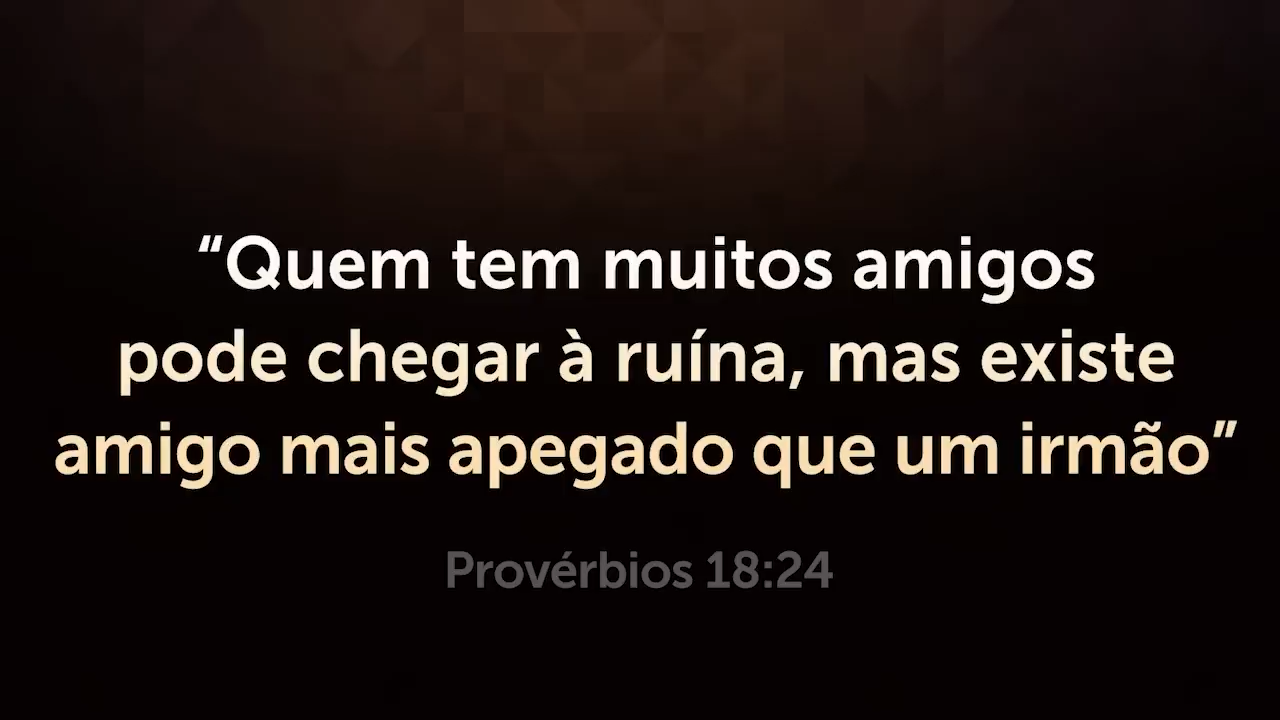 “Quem tem muitos amigos
pode chegar à ruína, mas existe
amigo mais apegado que um irmão”
Provérbios 18:24